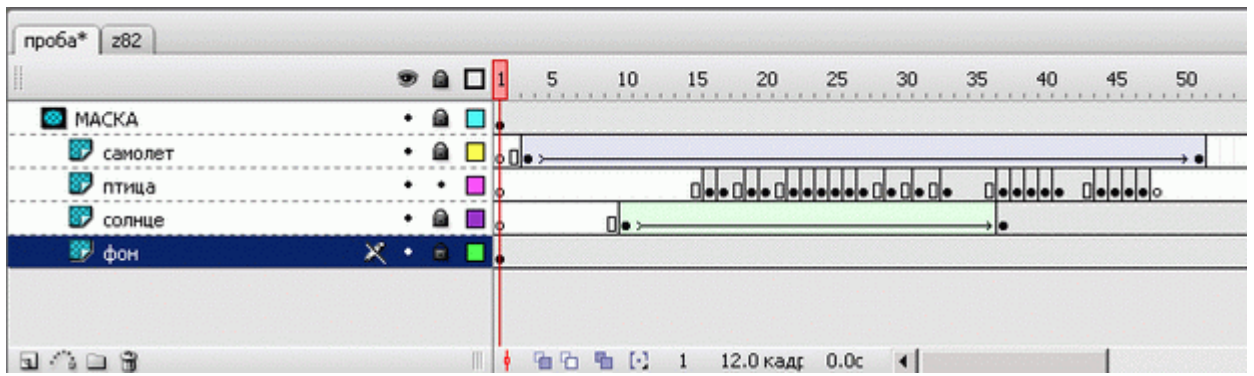 проба* z82
1 5 10 15 20 25 30 35 40 45 50
МАСКА
самолет
птица
солнце
фон
1 12.0 кадр 0.0с